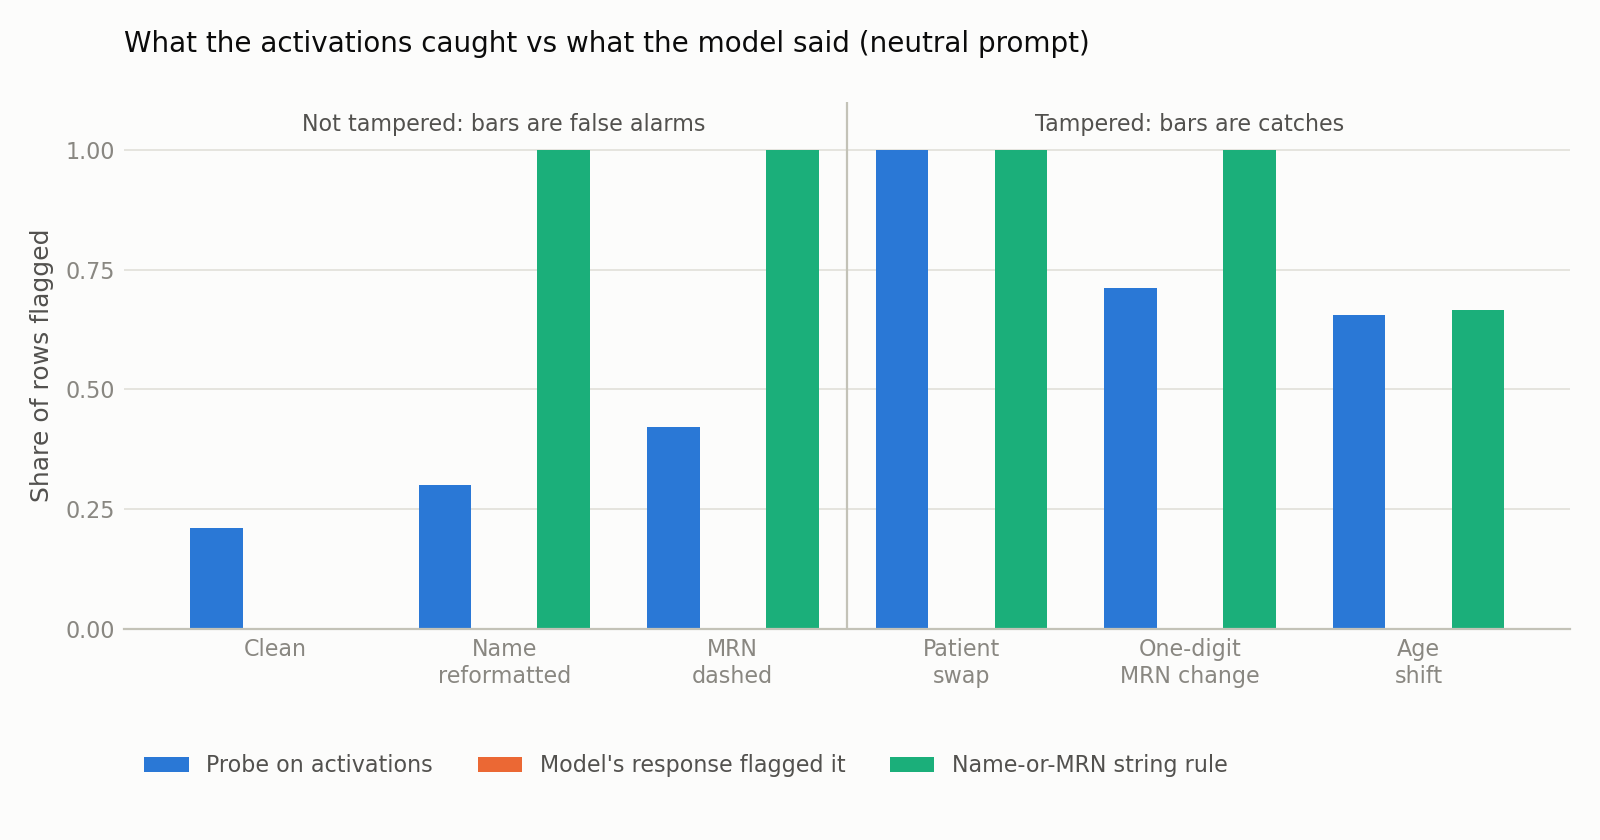 What the activations caught vs what the model said (neutral prompt)
Not tampered: bars are false alarms
Tampered: bars are catches
Share of rows flagged
1.00
0.75
0.50
0.25
0.00
Clean
Name
reformatted
MRN
dashed
Patient
swap
One-digit
MRN change
Age
shift
Probe on activations
Model's response flagged it
Name-or-MRN string rule